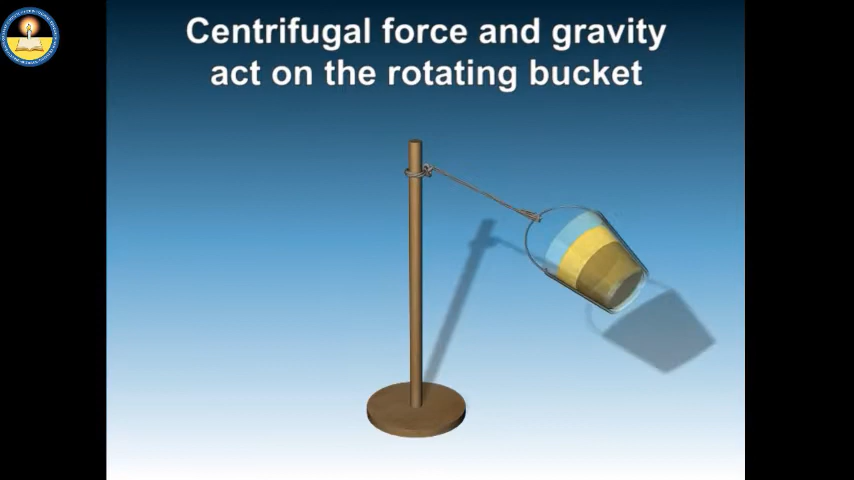 Centrifugal force and gravity
act on the rotating bucket